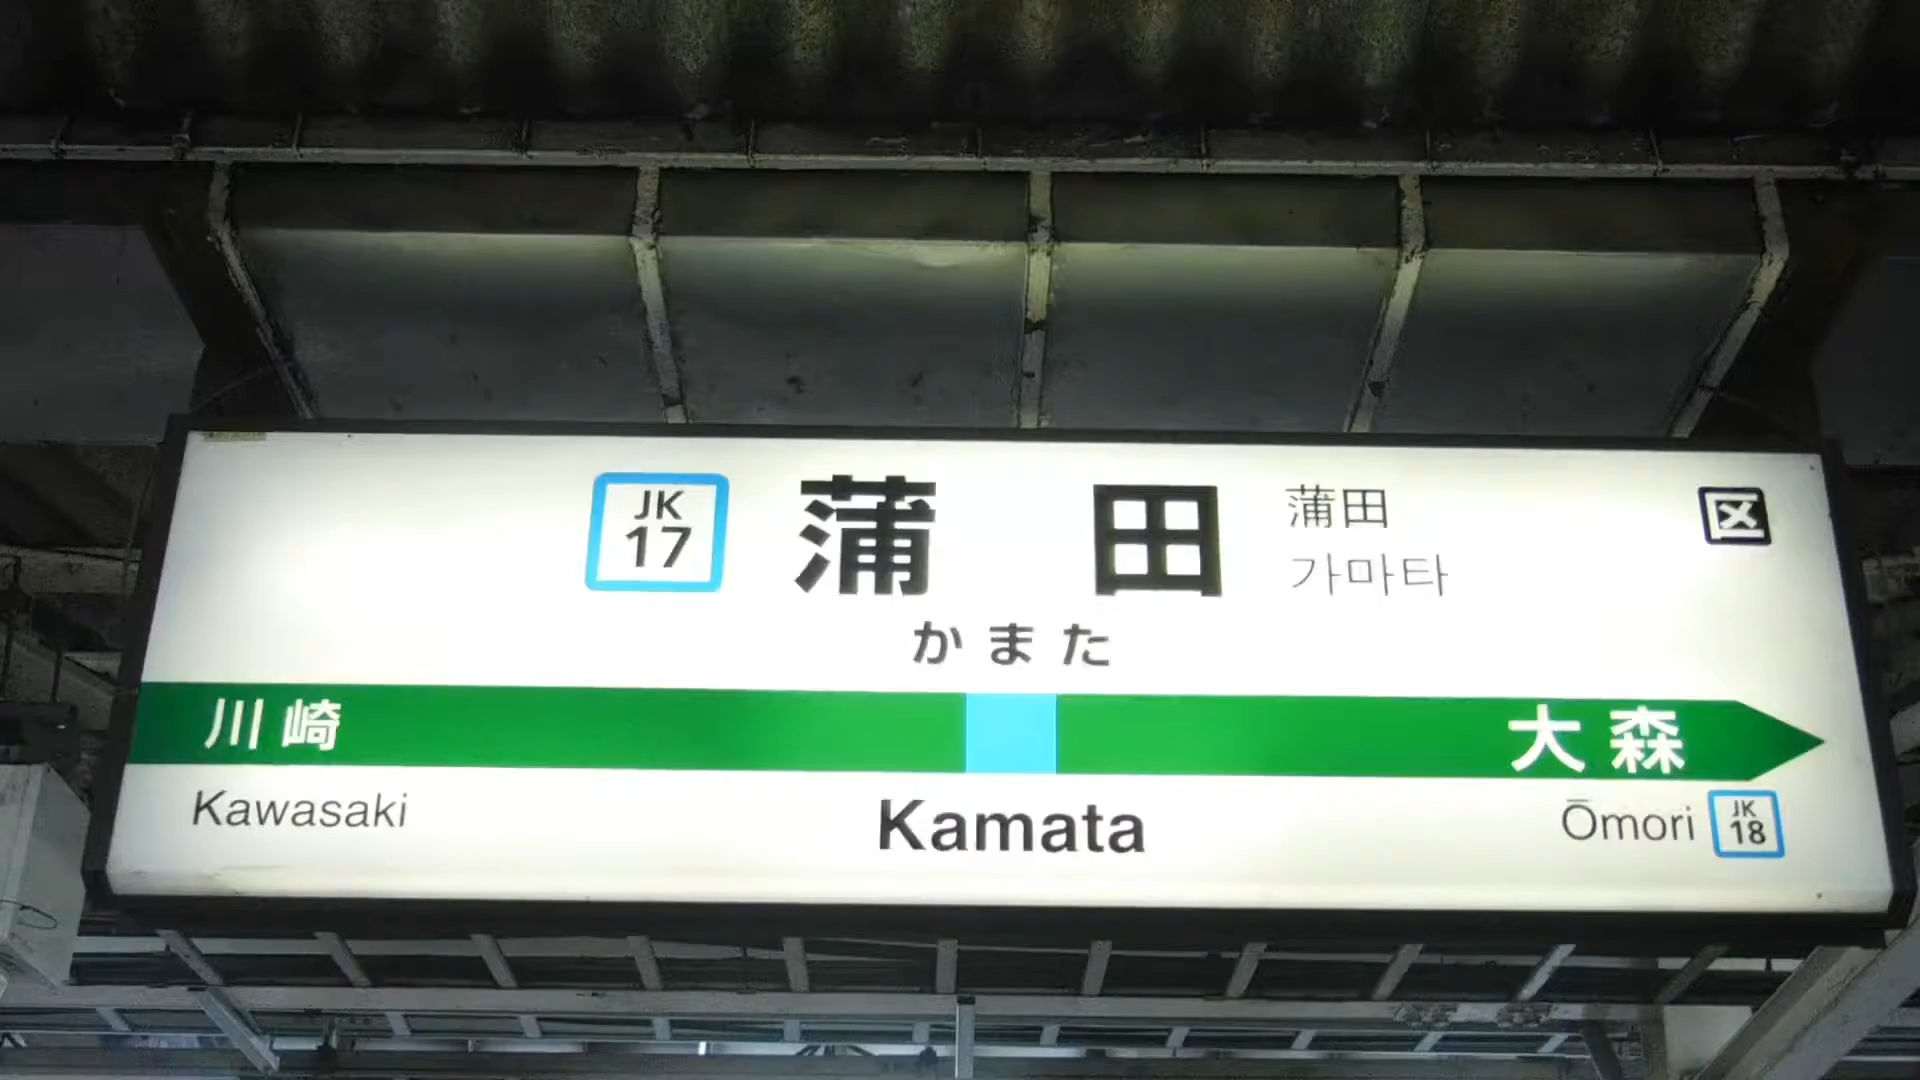 JK
17
蒲田
蒲田
가마타
区
かまた
川崎
大森
Kawasaki
Kamata
Ōmori
JK
18